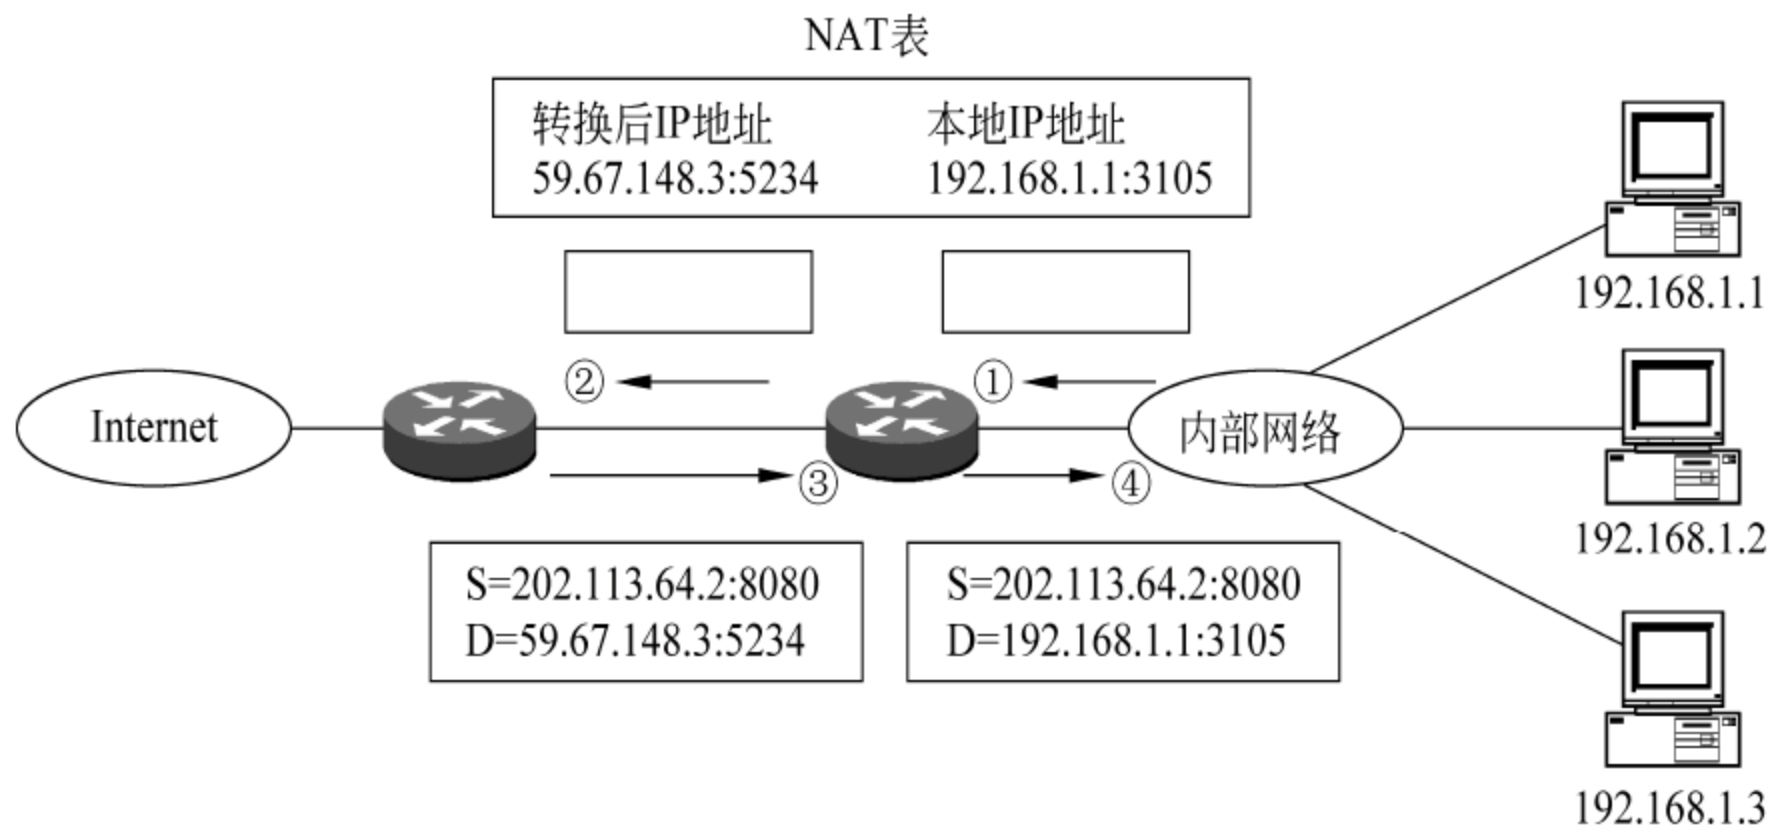 NAT表
转换后IP地址 本地IP地址
59.67.148.3:5234 192.168.1.1:3105
192.168.1.1
② ①
Internet
内部网络
③ ④
192.168.1.2
S=202.113.64.2:8080 S=202.113.64.2:8080
D=59.67.148.3:5234 D=192.168.1.1:3105
192.168.1.3